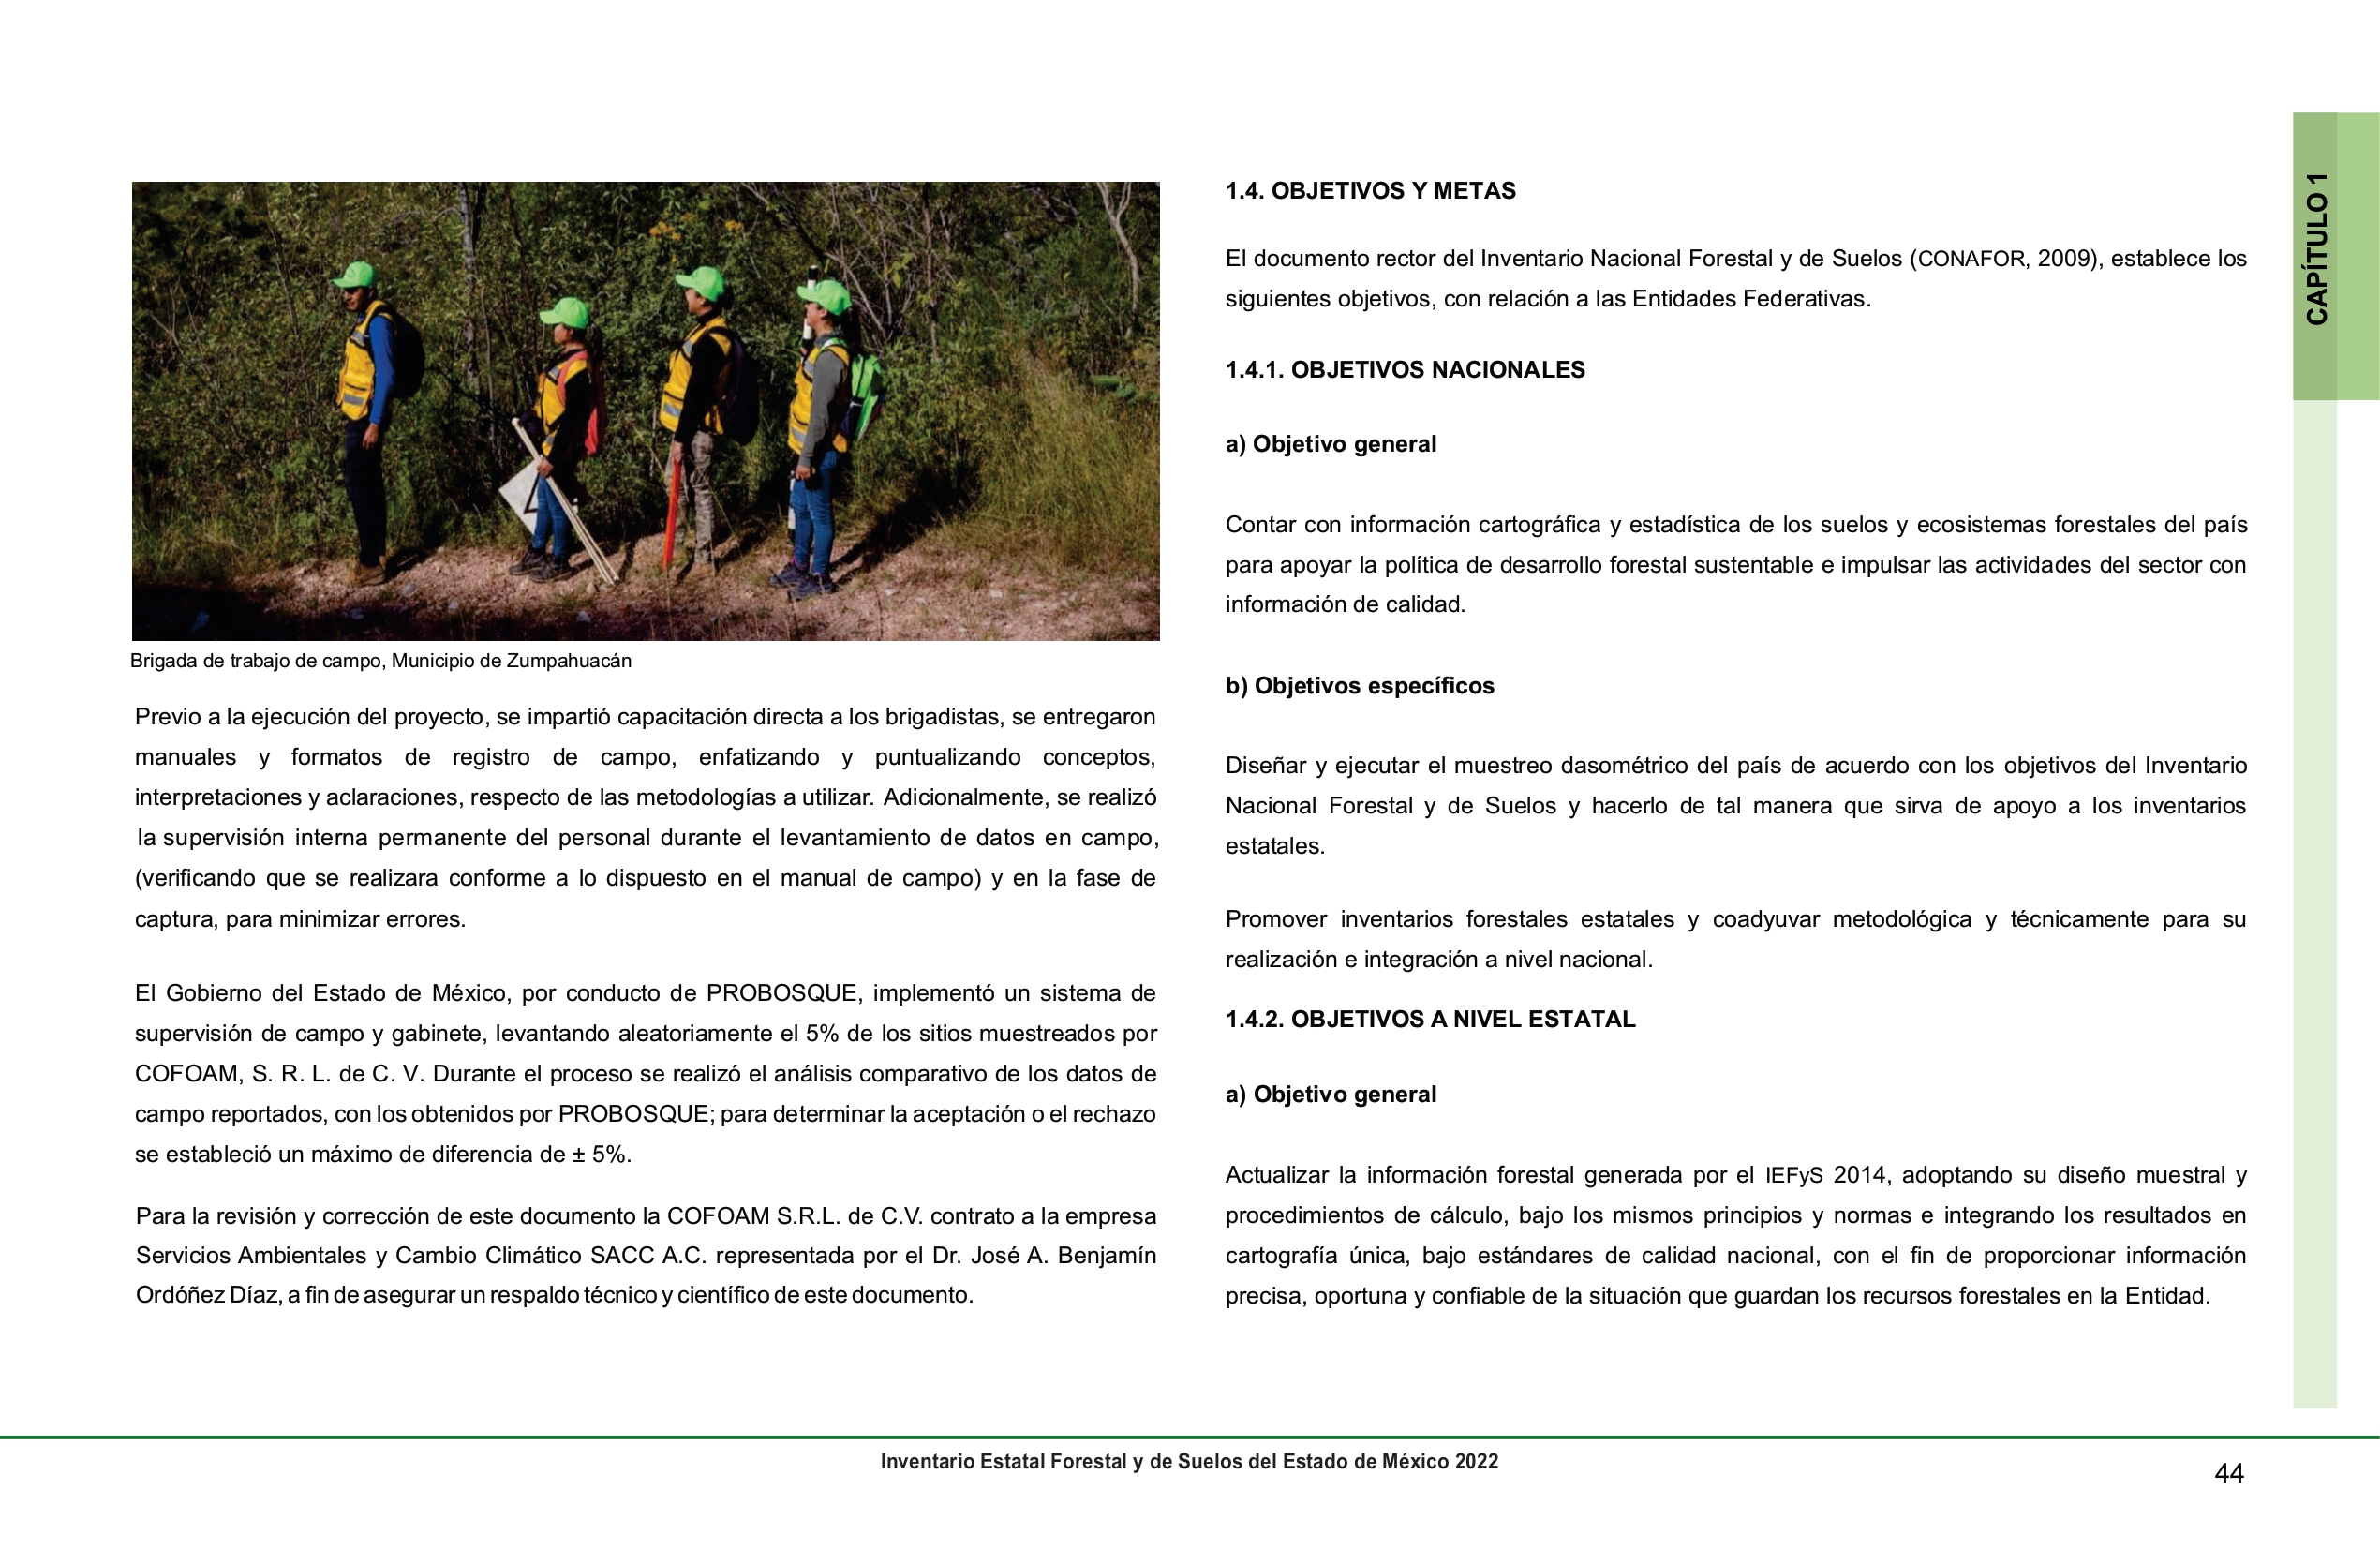 Brigada de trabajo de campo, Municipio de Zumpahuacán
Previo a la ejecución del proyecto, se impartió capacitación directa a los brigadistas, se entregaron
manuales y formatos de registro de campo, enfatizando y puntualizando conceptos,
interpretaciones y aclaraciones, respecto de las metodologías a utilizar. Adicionalmente, se realizó
la supervisión interna permanente del personal durante el levantamiento de datos en campo,
(verificando que se realizara conforme a lo dispuesto en el manual de campo) y en la fase de
captura, para minimizar errores.
El Gobierno del Estado de México, por conducto de PROBOSQUE, implementó un sistema de
supervisión de campo y gabinete, levantando aleatoriamente el 5% de los sitios muestreados por
COFOAM, S. R. L. de C. V. Durante el proceso se realizó el análisis comparativo de los datos de
campo reportados, con los obtenidos por PROBOSQUE; para determinar la aceptación o el rechazo
se estableció un máximo de diferencia de ± 5%.
Para la revisión y corrección de este documento la COFOAM S.R.L. de C.V. contrato a la empresa
Servicios Ambientales y Cambio Climático SACC A.C. representada por el Dr. José A. Benjamín
Ordóñez Díaz, a fin de asegurar un respaldo técnico y científico de este documento.
1.4. OBJETIVOS Y METAS
El documento rector del Inventario Nacional Forestal y de Suelos (CONAFOR, 2009), establece los
siguientes objetivos, con relación a las Entidades Federativas.
1.4.1. OBJETIVOS NACIONALES
a) Objetivo general
Contar con información cartográfica y estadística de los suelos y ecosistemas forestales del país
para apoyar la política de desarrollo forestal sustentable e impulsar las actividades del sector con
información de calidad.
b) Objetivos específicos
Diseñar y ejecutar el muestreo dasométrico del país de acuerdo con los objetivos del Inventario
Nacional Forestal y de Suelos y hacerlo de tal manera que sirva de apoyo a los inventarios
estatales.
Promover inventarios forestales estatales y coadyuvar metodológica y técnicamente para su
realización e integración a nivel nacional.
1.4.2. OBJETIVOS A NIVEL ESTATAL
a) Objetivo general
Actualizar la información forestal generada por el IEFyS 2014, adoptando su diseño muestral y
procedimientos de cálculo, bajo los mismos principios y normas e integrando los resultados en
cartografía única, bajo estándares de calidad nacional, con el fin de proporcionar información
precisa, oportuna y confiable de la situación que guardan los recursos forestales en la Entidad.
CAPÍTULO 1
Inventario Estatal Forestal y de Suelos del Estado de México 2022
44